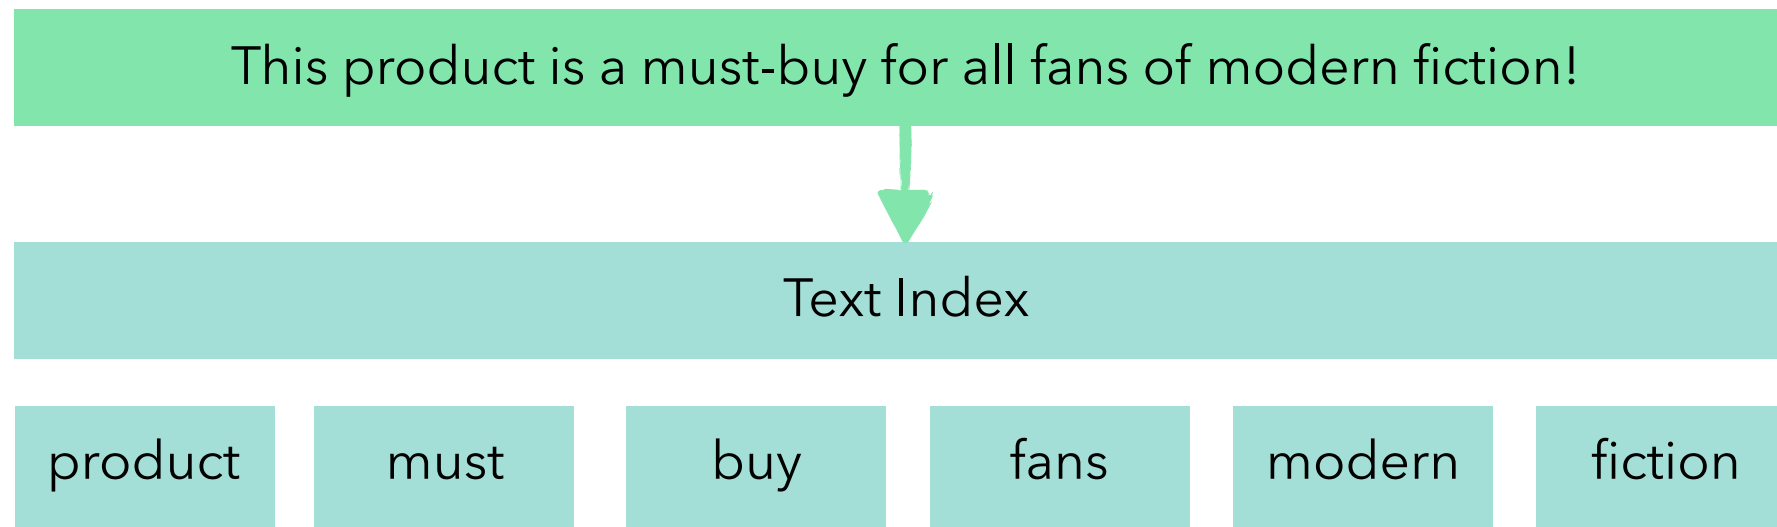 This product is a must-buy for all fans of modern fiction!
Text Index
product must buy fans modern fiction